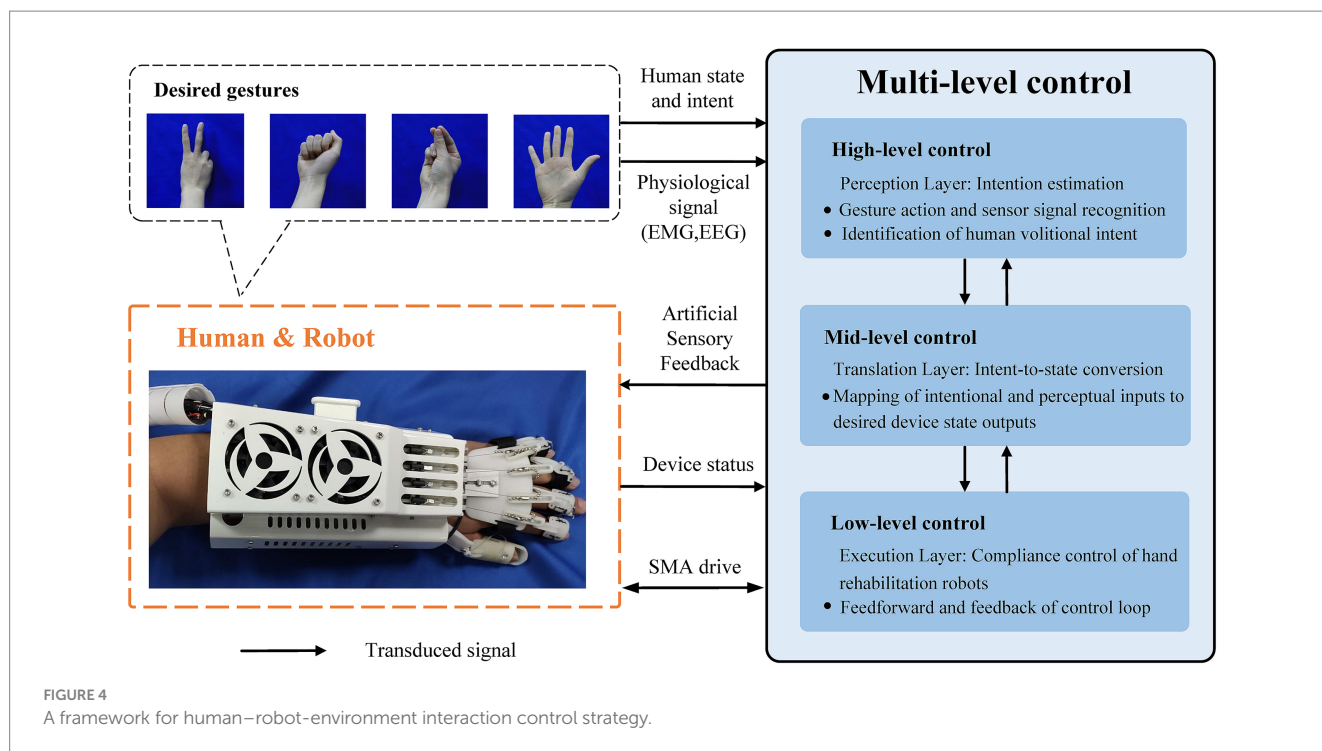 Desired gestures
Human state
and intent
Physiological
signal
(EMG,EEG)
Human & Robot
Artificial
Sensory
Feedback
Device status
SMA drive
Transduced signal
Multi-level control
High-level control
Perception Layer: Intention estimation
• Gesture action and sensor signal recognition
• Identification of human volitional intent
Mid-level control
Translation Layer: Intent-to-state conversion
• Mapping of intentional and perceptual inputs to
desired device state outputs
Low-level control
Execution Layer: Compliance control of hand
rehabilitation robots
• Feedforward and feedback of control loop
FIGURE 4
A framework for human–robot-environment interaction control strategy.